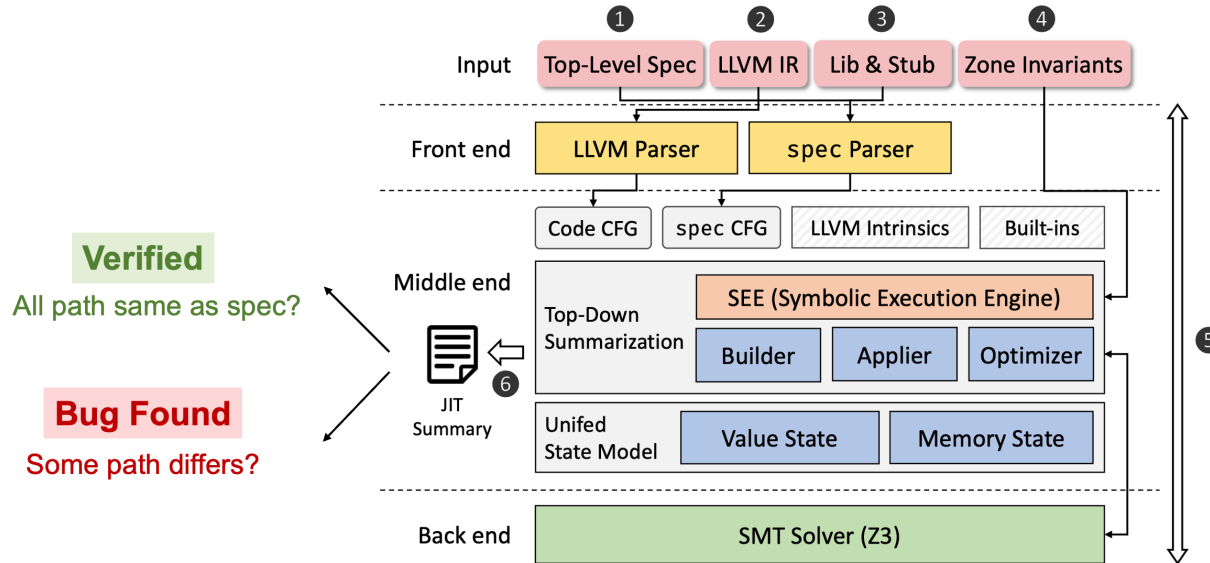 1 2 3 4
Input Top-Level Spec LLVM IR Lib & Stub Zone Invariants
Front end LLVM Parser spec Parser
Code CFG spec CFG LLVM Intrinsics Built-ins
Verified
All path same as spec?
Middle end
Top-Down
Summarization
SEE (Symbolic Execution Engine)
Builder Applier Optimizer
5
6
JIT
Summary
Bug Found
Some path differs?
Unifed
State Model
Value State Memory State
Back end SMT Solver (Z3)